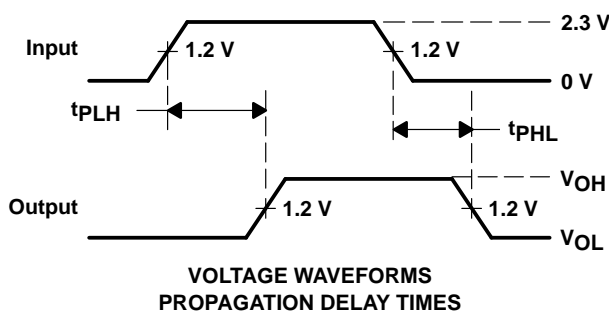 2.3 V
Input
1.2 V
1.2 V
0 V
tPLH
tPHL
VOH
Output
1.2 V
1.2 V
VOL
VOLTAGE WAVEFORMS
PROPAGATION DELAY TIMES